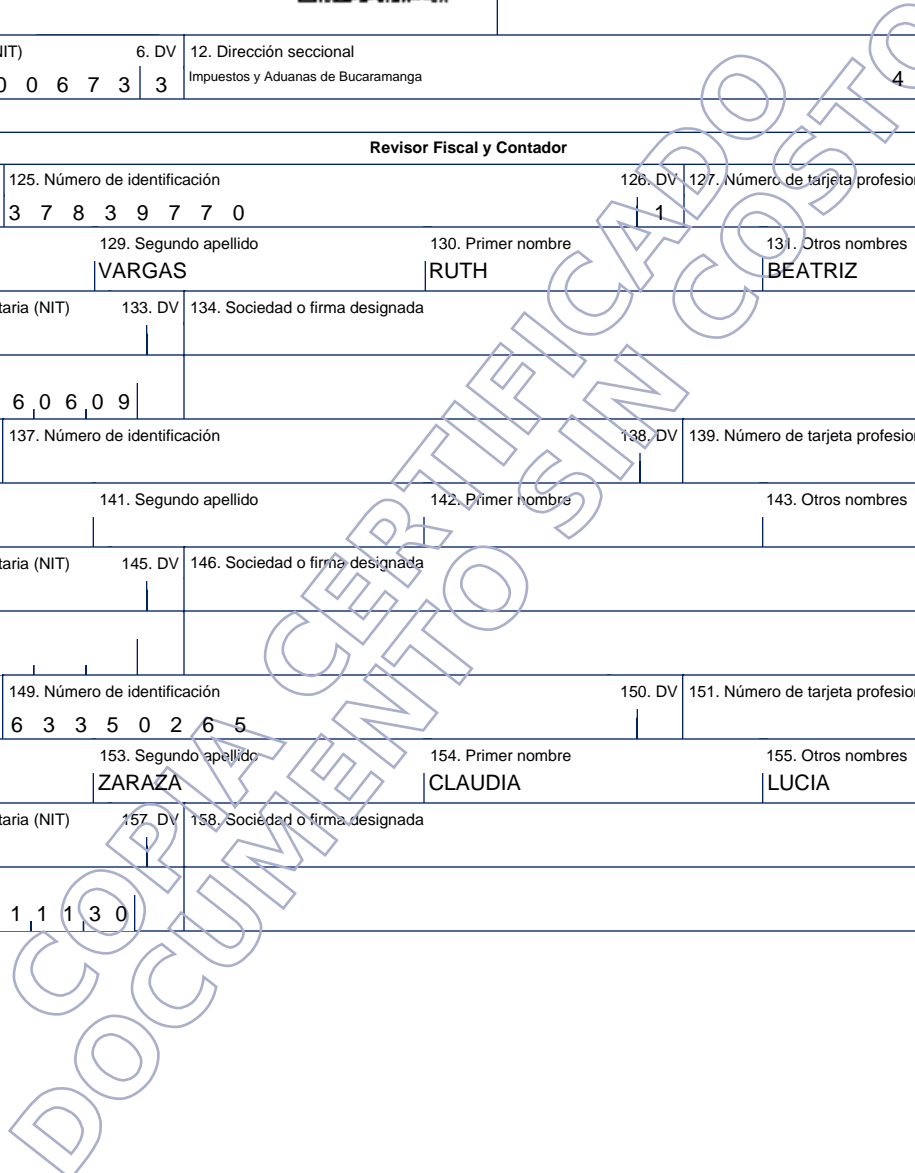 IT) 6. DV 12. Dirección seccional
0 0 6 7 3 3 Impuestos y Aduanas de Bucaramanga 4
Revisor Fiscal y Contador
125. Número de identificación 126. DV 127. Número de tarjeta profesion
3 7 8 3 9 7 7 0 1
129. Segundo apellido 130. Primer nombre 131. Otros nombres
VARGAS RUTH BEATRIZ
taria (NIT) 133. DV 134. Sociedad o firma designada
6 0 6 0 9
137. Número de identificación 138. DV 139. Número de tarjeta profesion
141. Segundo apellido 142. Primer nombre 143. Otros nombres
taria (NIT) 145. DV 146. Sociedad o firma designada
149. Número de identificación 150. DV 151. Número de tarjeta profesion
6 3 3 5 0 2 6 5
153. Segundo apellido 154. Primer nombre 155. Otros nombres
ZARAZA CLAUDIA LUCIA
taria (NIT) 157. DV 158. Sociedad o firma designada
1 1 1 3 0
COPIA CERTIFICADO
DOCUMENTO SIN COSTO